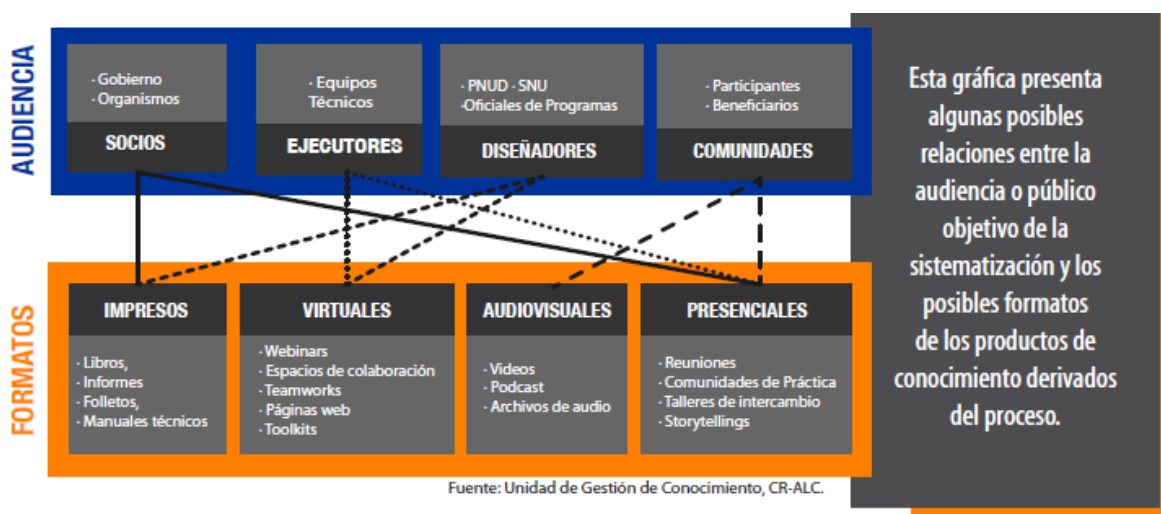 AUDIENCIA
· Gobierno
· Organismos
SOCIOS
· Equipos
Técnicos
EJECUTORES
· PNUD · SNU
·Oficiales de Programas
DISEÑADORES
· Participantes
· Beneficiarios
COMUNIDADES
FORMATOS
IMPRESOS
· Libros,
· Informes
· Folletos,
· Manuales técnicos
VIRTUALES
· Webinars
· Espacios de colaboración
· Teamworks
· Páginas web
· Toolkits
AUDIOVISUALES
· Videos
· Podcast
· Archivos de audio
PRESENCIALES
· Reuniones
· Comunidades de Práctica
· Talleres de intercambio
· Storytellings
Esta gráfica presenta
algunas posibles
relaciones entre la
audiencia o público
objetivo de la
sistematización y los
posibles formatos
de los productos de
conocimiento derivados
del proceso.
Fuente: Unidad de Gestión de Conocimiento, CR-ALC.